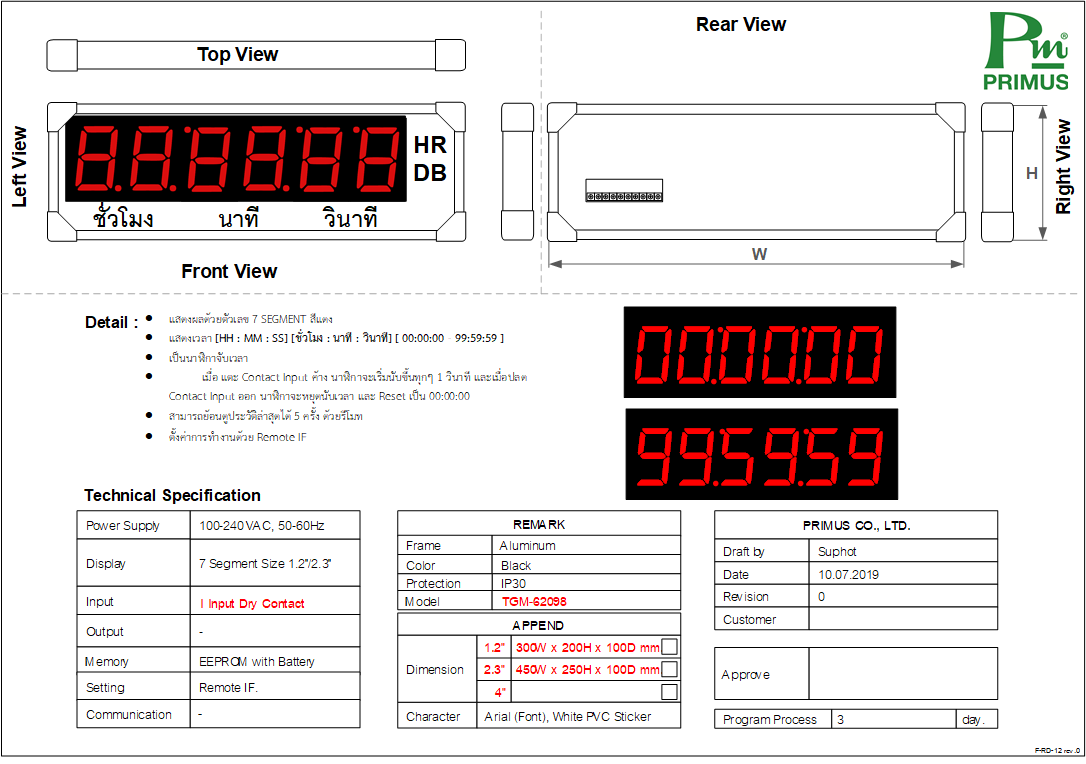 Rear View
Pm®
PRIMUS
Top View
Left View
88:88:88
HR
DB
ชั่วโมง นาที วินาที
Front View
H
Right View
W
Detail :
• แสดงผลด้วยตัวเลข 7 SEGMENT สีแดง
• แสดงเวลา [HH : MM : SS] [ชั่วโมง : นาที : วินาที] [ 00:00:00 - 99:59:59 ]
• เป็นนาฬิกาจับเวลา
• เมื่อ แตะ Contact Input ค้าง นาฬิกาจะเริ่มนับขึ้นทุกๆ 1 วินาที และเมื่อปลด
Contact Input ออก นาฬิกาจะหยุดนับเวลา และ Reset เป็น 00:00:00
• สามารถย้อนดูประวัติล่าสุดได้ 5 ครั้ง ด้วยรีโมท
• ตั้งค่าการทำงานด้วย Remote IF
00:00:00
99:59:59
Technical Specification
Power Supply 100-240VAC, 50-60Hz
Display 7 Segment Size 1.2"/2.3"
Input 1 Input Dry Contact
Output -
Memory EEPROM with Battery
Setting Remote IF.
Communication -
REMARK
Frame Aluminum
Color Black
Protection IP30
Model TGM-62098
APPEND
Dimension
1.2" 300W x 200H x 100D mm
2.3" 450W x 250H x 100D mm
4"
Character Arial (Font), White PVC Sticker
PRIMUS CO., LTD.
Draft by Suphot
Date 10.07.2019
Revision 0
Customer
Approve
Program Process 3 day.
F-RD-12 rev.0